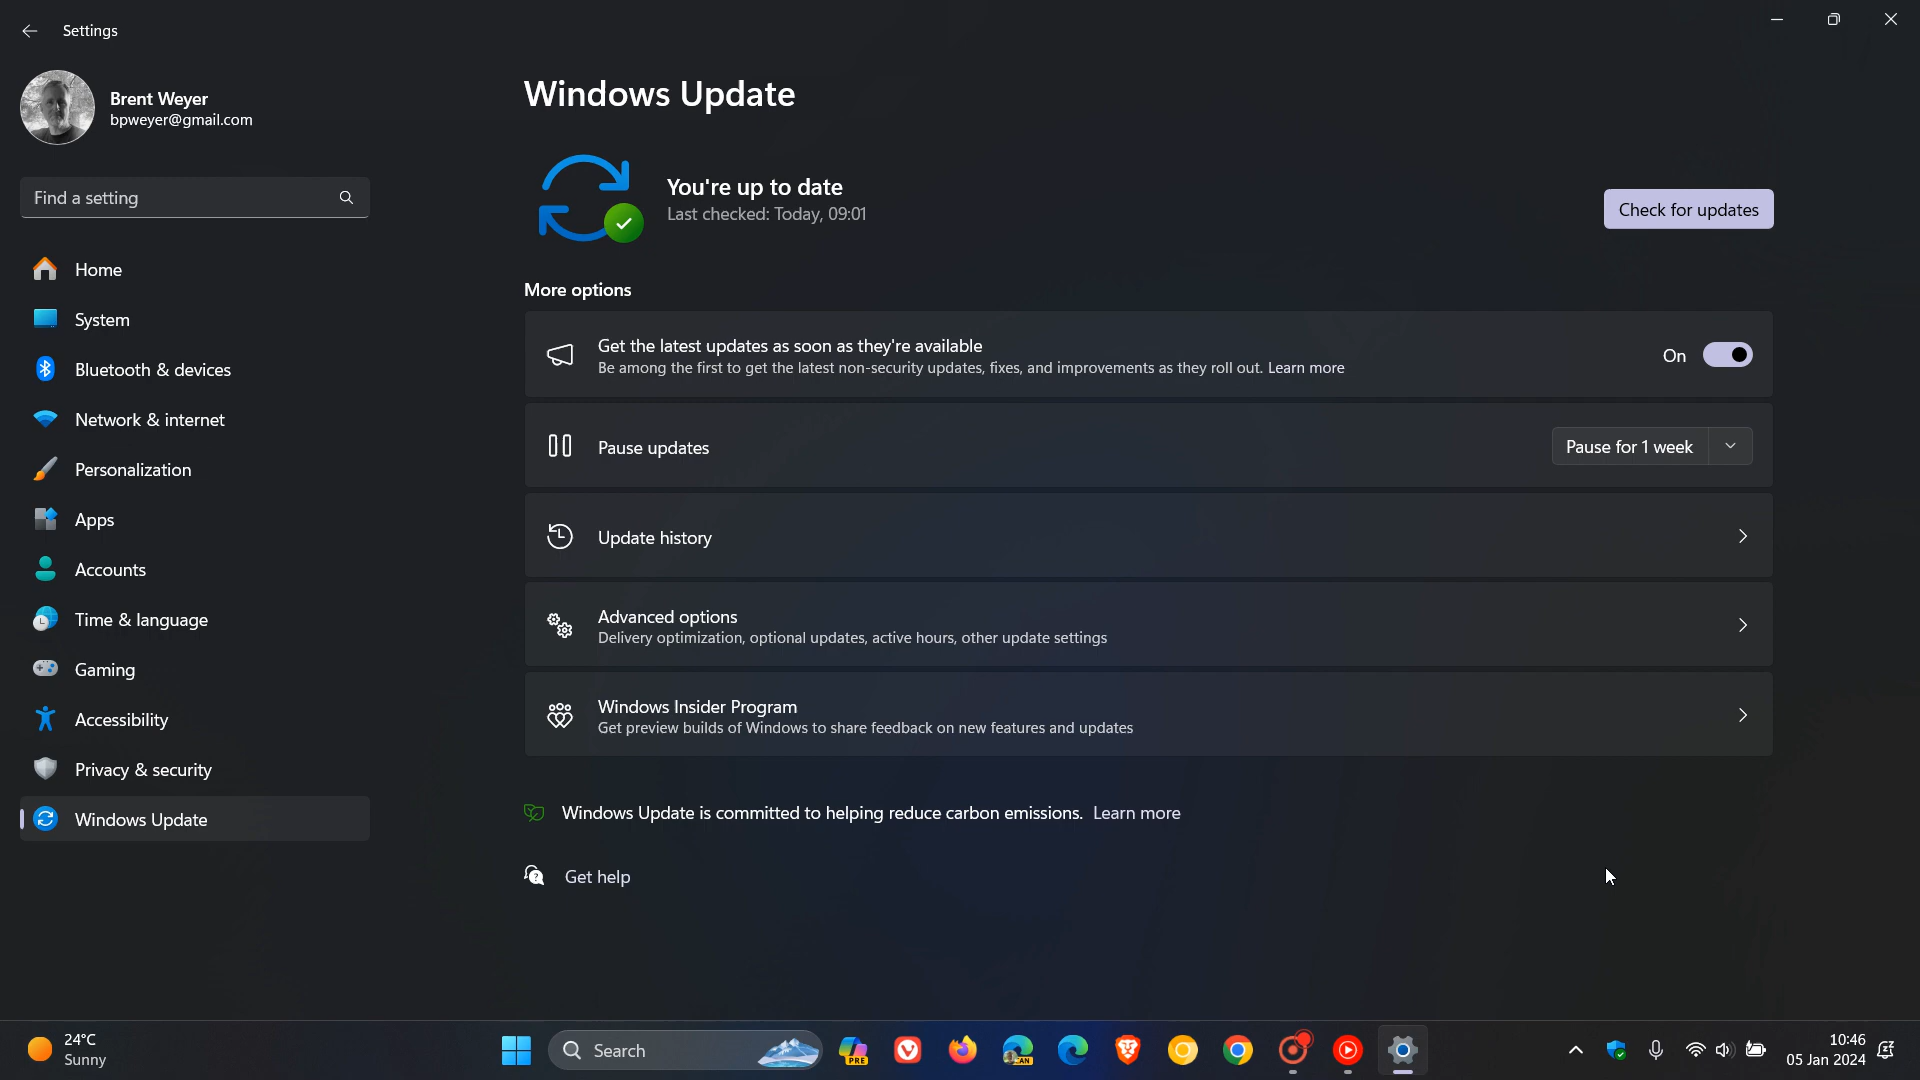 Settings
Brent Weyer
bpweyer@gmail.com
Find a setting
Home
System
Bluetooth & devices
Network & internet
Personalization
Apps
Accounts
Time & language
Gaming
Accessibility
Privacy & security
Windows Update
Windows Update
You're up to date
Last checked: Today, 09:01
Check for updates
More options
Get the latest updates as soon as they're available
Be among the first to get the latest non-security updates, fixes, and improvements as they roll out. Learn more
On
Pause updates
Pause for 1 week
Update history
Advanced options
Delivery optimization, optional updates, active hours, other update settings
Windows Insider Program
Get preview builds of Windows to share feedback on new features and updates
Windows Update is committed to helping reduce carbon emissions. Learn more
Get help
24°C
Sunny
Search
PRE
CAN
10:46
05 Jan 2024